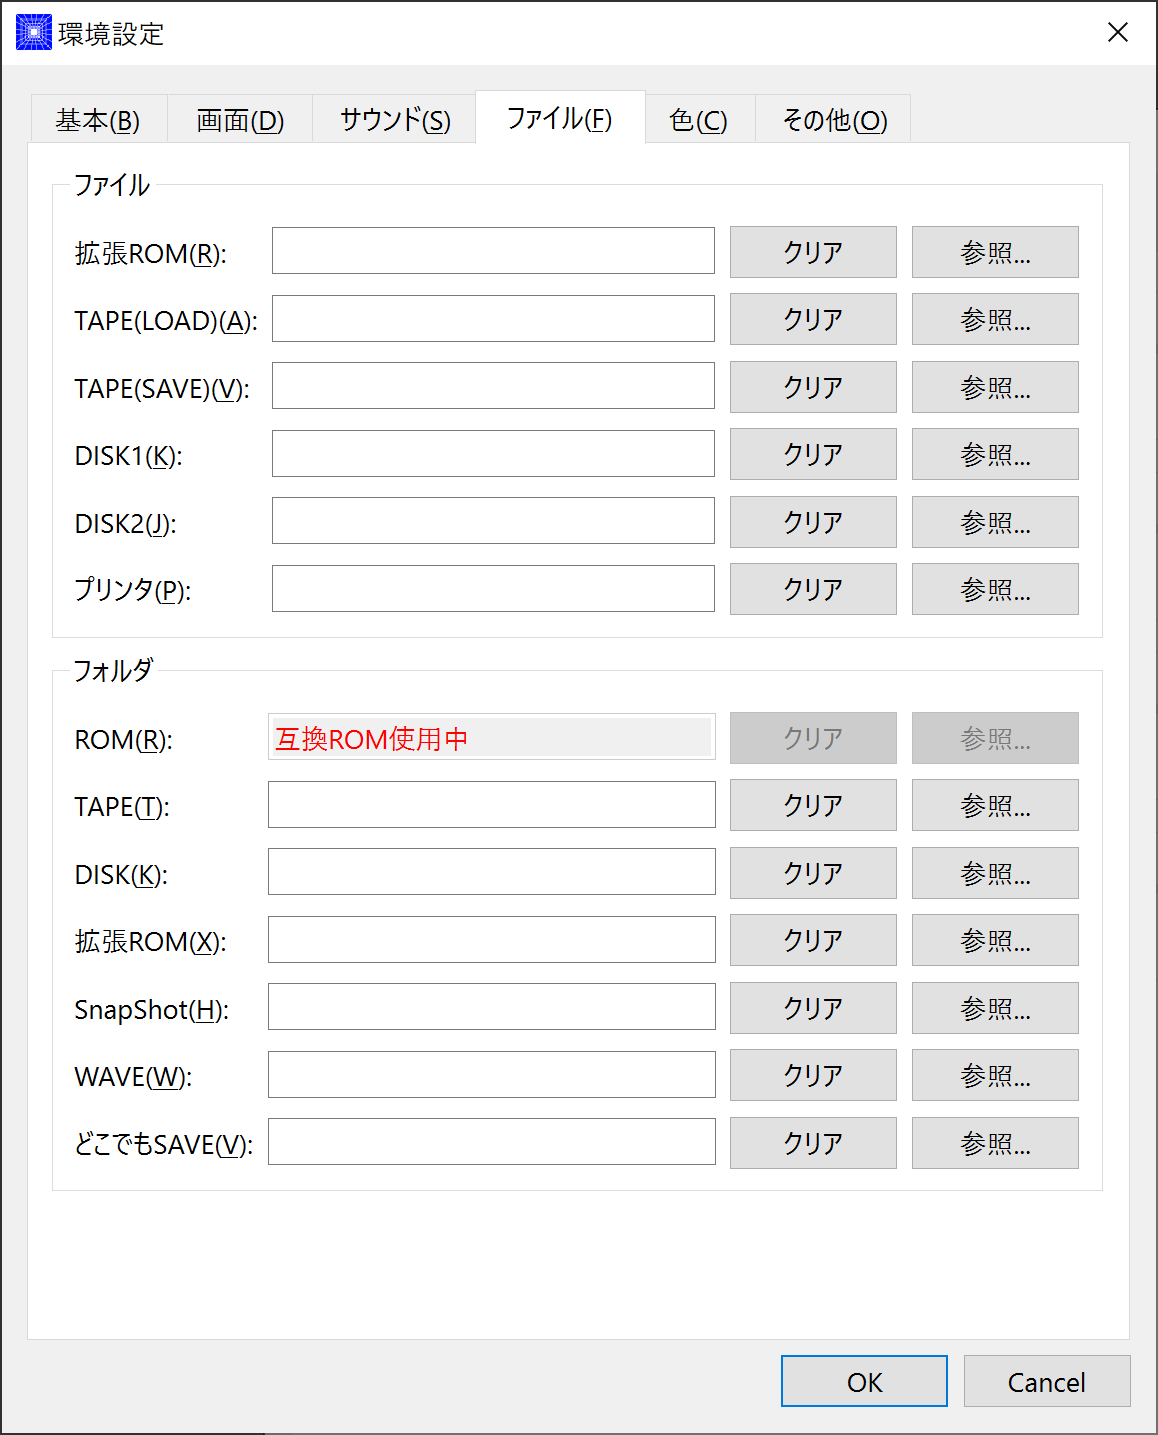 環境設定
基本(B) 画面(D) サウンド(S) ファイル(F) 色(C) その他(O)
ファイル
拡張ROM(R): クリア 参照...
TAPE(LOAD)(A): クリア 参照...
TAPE(SAVE)(V): クリア 参照...
DISK1(K): クリア 参照...
DISK2(J): クリア 参照...
プリンタ(P): クリア 参照...
フォルダ
ROM(R): 互換ROM使用中 クリア 参照...
TAPE(T): クリア 参照...
DISK(K): クリア 参照...
拡張ROM(X): クリア 参照...
SnapShot(H): クリア 参照...
WAVE(W): クリア 参照...
どこでもSAVE(V): クリア 参照...
OK Cancel